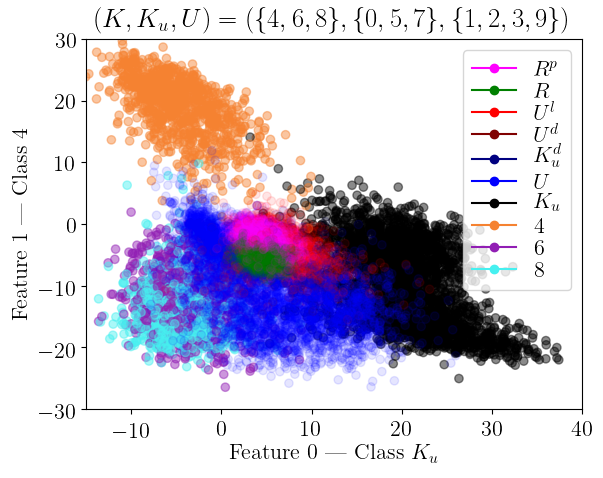 (K, K_u, U) = ({4, 6, 8}, {0, 5, 7}, {1, 2, 3, 9})
30
20
10
0
−10
−20
−30
Feature 1 — Class 4
R^p
R
U^l
U^d
K_u^d
U
K_u
4
6
8
−10
0
10
20
30
40
Feature 0 — Class K_u